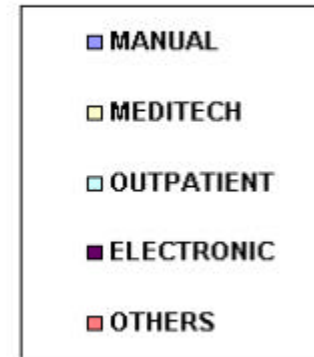 MANUAL
MEDITECH
OUTPATIENT
ELECTRONIC
OTHERS